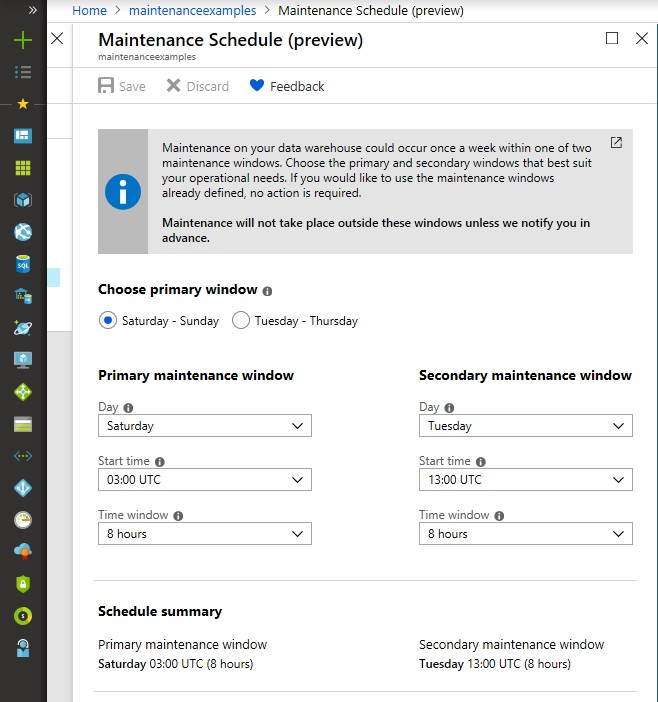 Home > maintenanceexamples > Maintenance Schedule (preview)
Maintenance Schedule (preview)
maintenanceexamples
Save Discard Feedback
Maintenance on your data warehouse could occur once a week within one of two
maintenance windows. Choose the primary and secondary windows that best suit
your operational needs. If you would like to use the maintenance windows
already defined, no action is required.
Maintenance will not take place outside these windows unless we notify you in
advance.
Choose primary window
Saturday - Sunday Tuesday - Thursday
Primary maintenance window
Day
Saturday
Start time
03:00 UTC
Time window
8 hours
Secondary maintenance window
Day
Tuesday
Start time
13:00 UTC
Time window
8 hours
Schedule summary
Primary maintenance window
Saturday 03:00 UTC (8 hours)
Secondary maintenance window
Tuesday 13:00 UTC (8 hours)
SQL